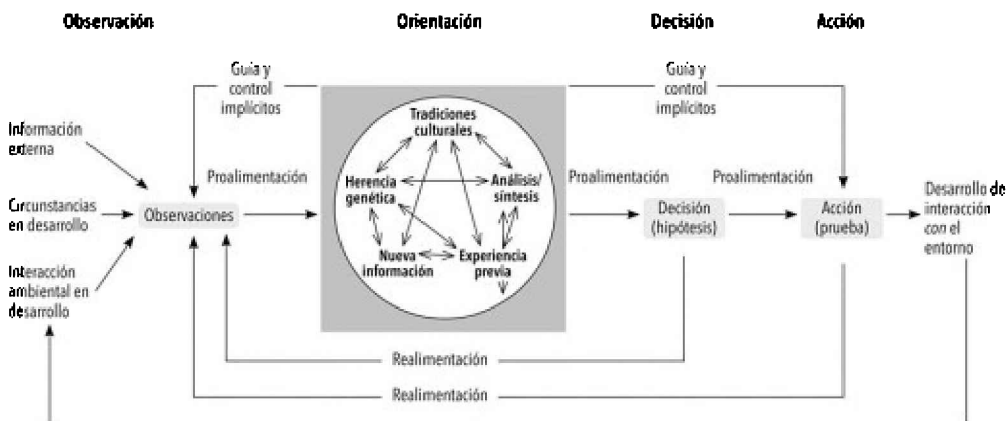 Observación
Orientación
Decisión
Acción
Guía y
control
implícitos
Guía y
control
implícitos
Información
externa
Circunstancias
en desarrollo
Interacción
ambiental en
desarrollo
Observaciones
Proalimentación
Tradiciones
culturales
Herencia
genética
Análisis/
síntesis
Nueva
información
Experiencia
previa
Proalimentación
Decisión
(hipótesis)
Proalimentación
Acción
(prueba)
Desarrollo de
interacción
con el
entorno
Realimentación
Realimentación